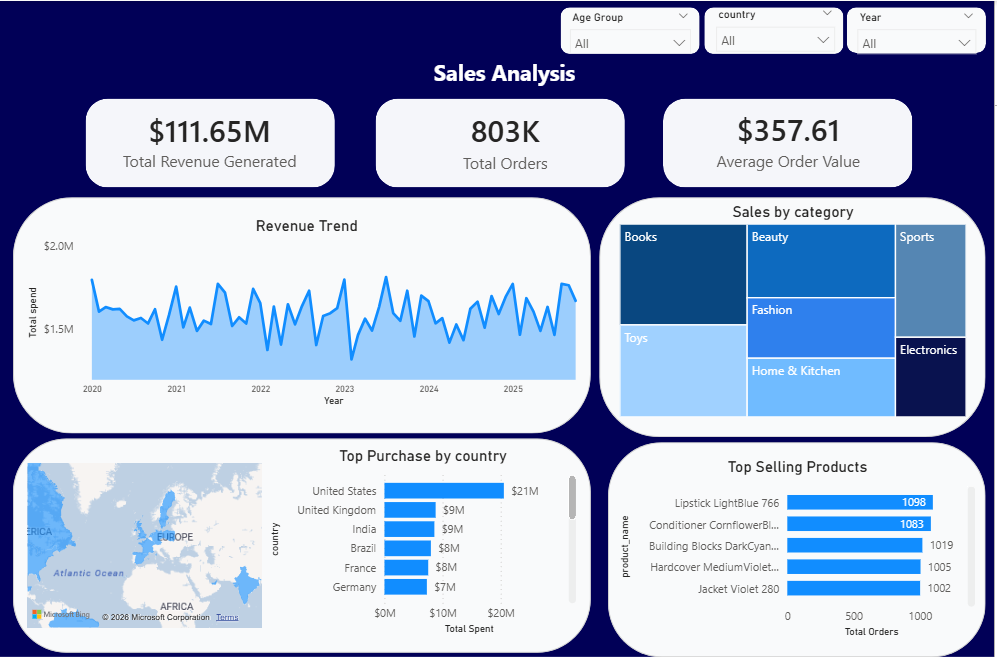 Age Group
All
country
All
Year
All
Sales Analysis
$111.65M
Total Revenue Generated
803K
Total Orders
$357.61
Average Order Value
Revenue Trend
Total spend
$2.0M
$1.5M
2020 2021 2022 2023 2024 2025
Year
Sales by category
Books
Toys
Beauty
Fashion
Home & Kitchen
Sports
Electronics
ERICA
EUROPE
Atlantic Ocean
AFRICA
Microsoft Bing
© 2026 Microsoft Corporation Terms
Top Purchase by country
country
United States $21M
United Kingdom $9M
India $9M
Brazil $8M
France $8M
Germany $7M
$0M $10M $20M
Total Spent
Top Selling Products
product_name
Lipstick LightBlue 766 1098
Conditioner CornflowerBl... 1083
Building Blocks DarkCyan... 1019
Hardcover MediumViolet... 1005
Jacket Violet 280 1002
0 500 1000
Total Orders